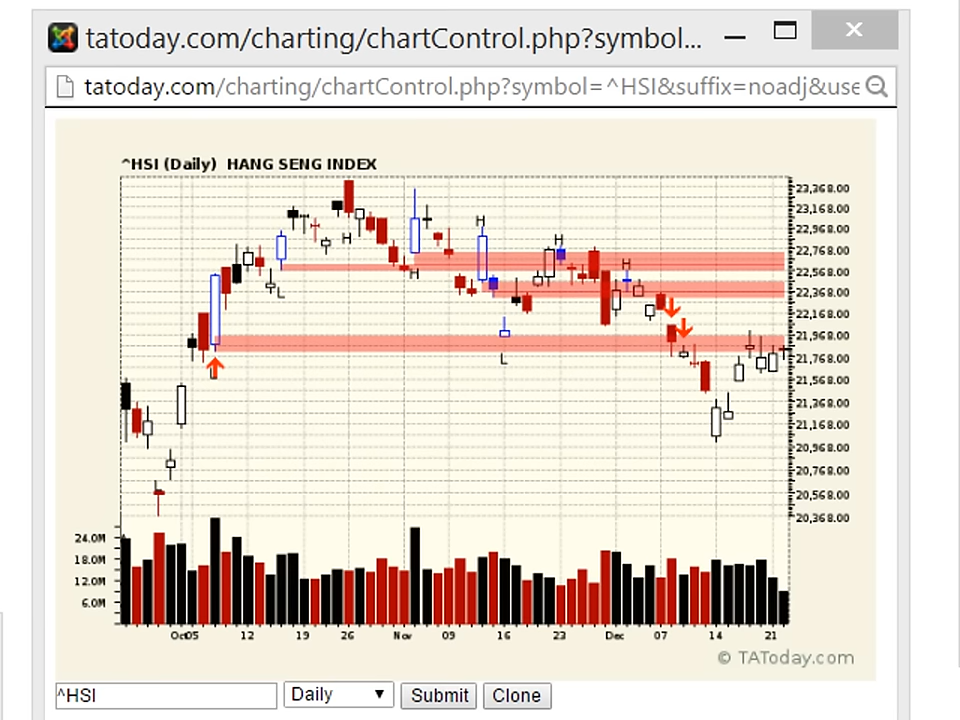 tatoday.com/charting/chartControl.php?symbol...
tatoday.com/charting/chartControl.php?symbol=^HSI&suffix=noadj&use
^HSI (Daily) HANG SENG INDEX
23,368.00
23,168.00
22,968.00
22,768.00
22,568.00
22,368.00
22,168.00
21,968.00
21,768.00
21,568.00
21,368.00
21,168.00
20,968.00
20,769.00
20,568.00
20,368.00
H
H
H
H
H
L
L
L
24.0M
18.0M
12.0M
6.0M
Oct05 12 19 26 Nov 09 16 23 Dec 07 14 21
© TAToday.com
^HSI Daily Submit Clone